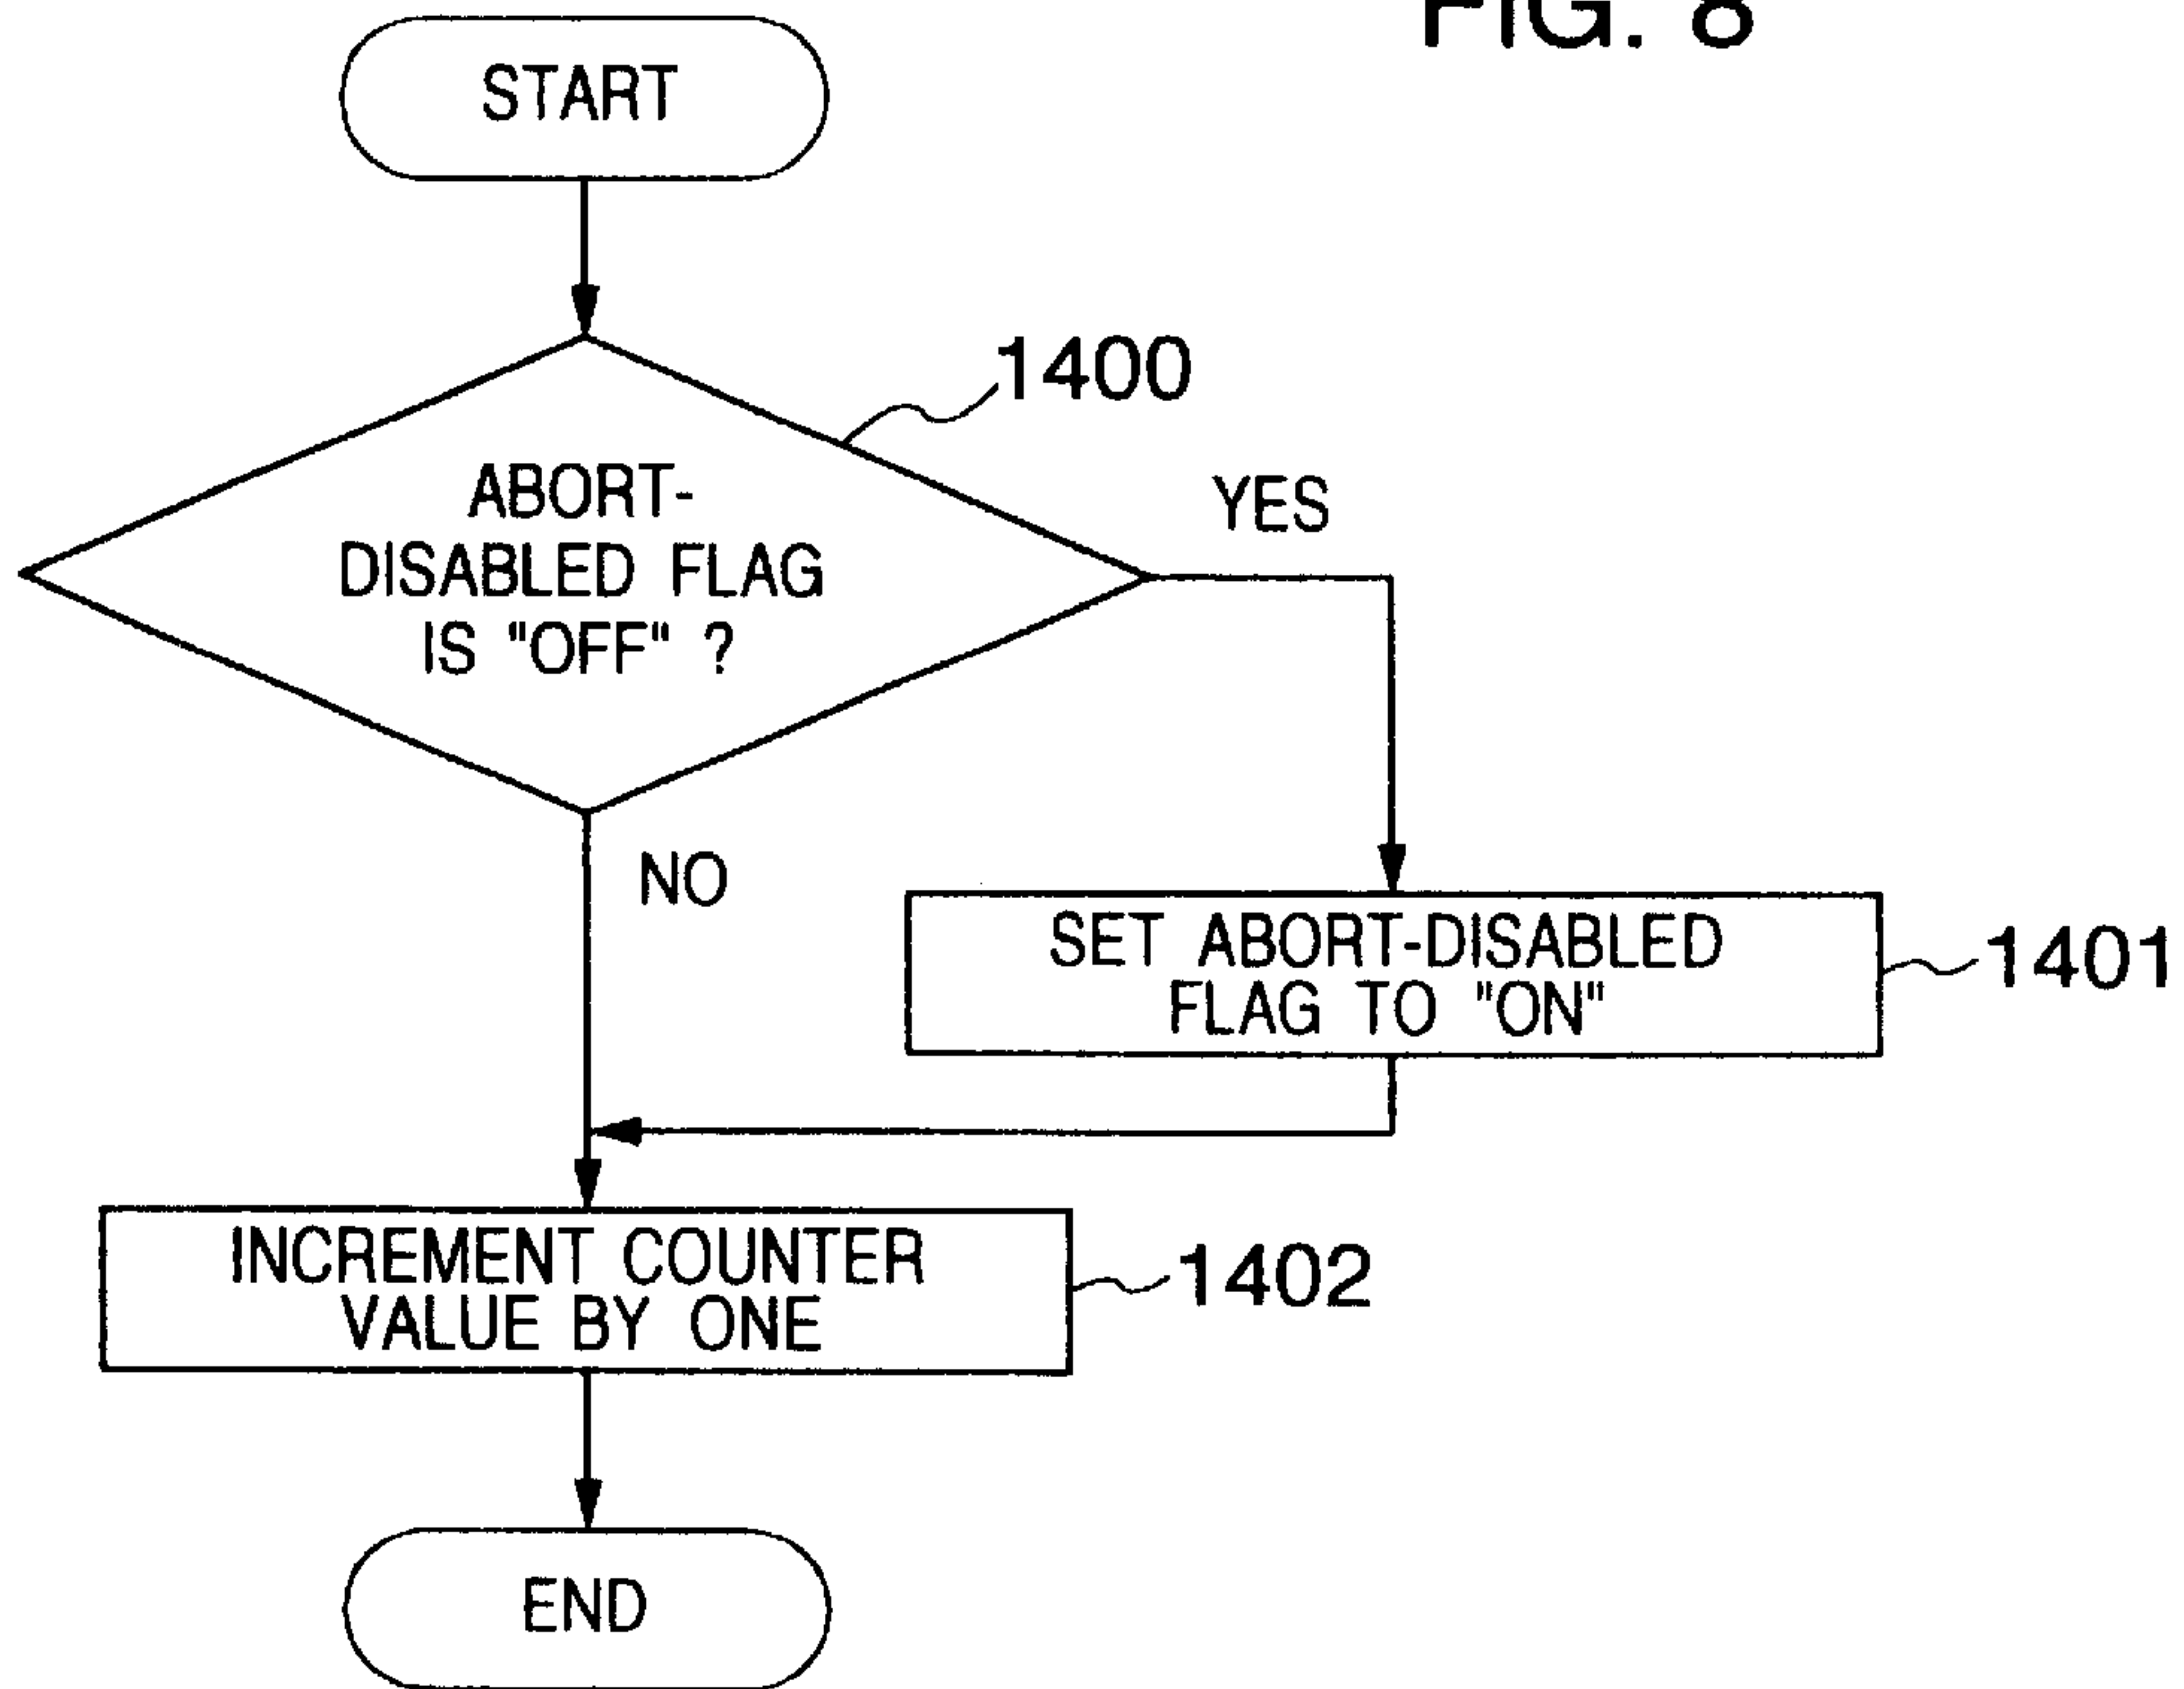 FIG. 8
START
1400
ABORT-
DISABLED FLAG
IS "OFF" ?
YES
NO
SET ABORT-DISABLED
FLAG TO "ON"
1401
INCREMENT COUNTER
VALUE BY ONE
1402
END